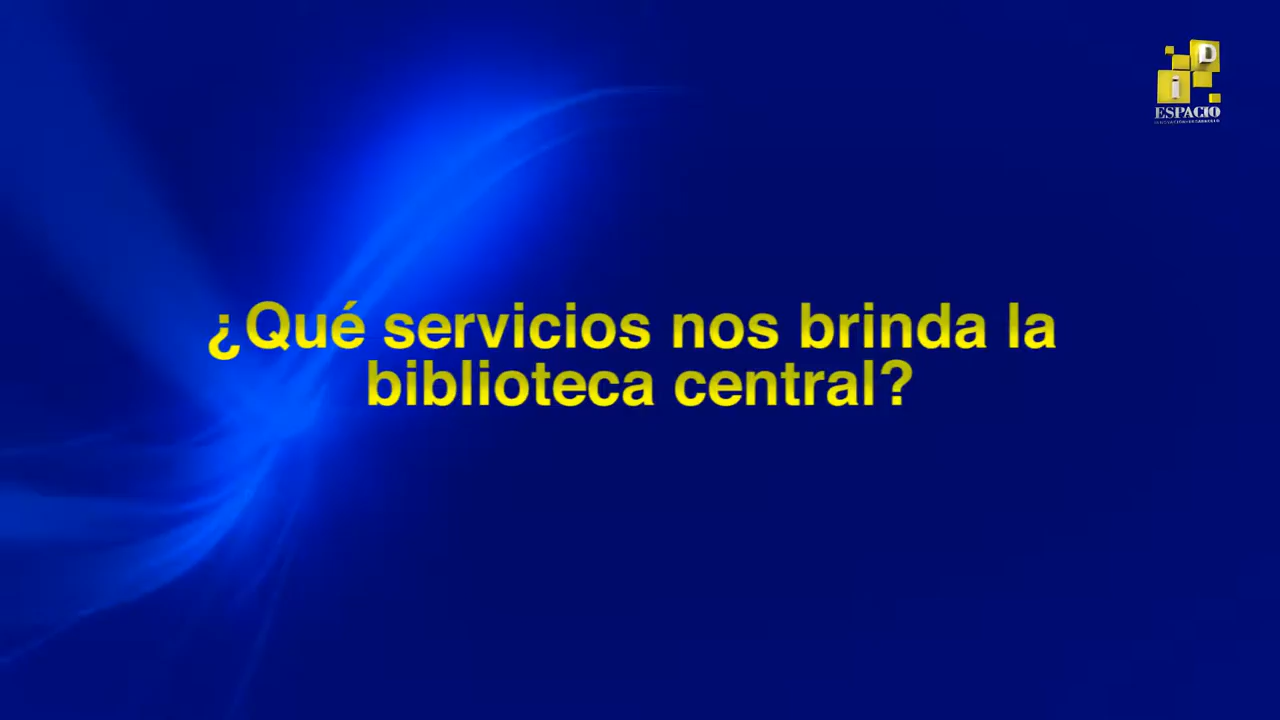 D
i
ESPACIO
¿Qué servicios nos brinda la
biblioteca central?